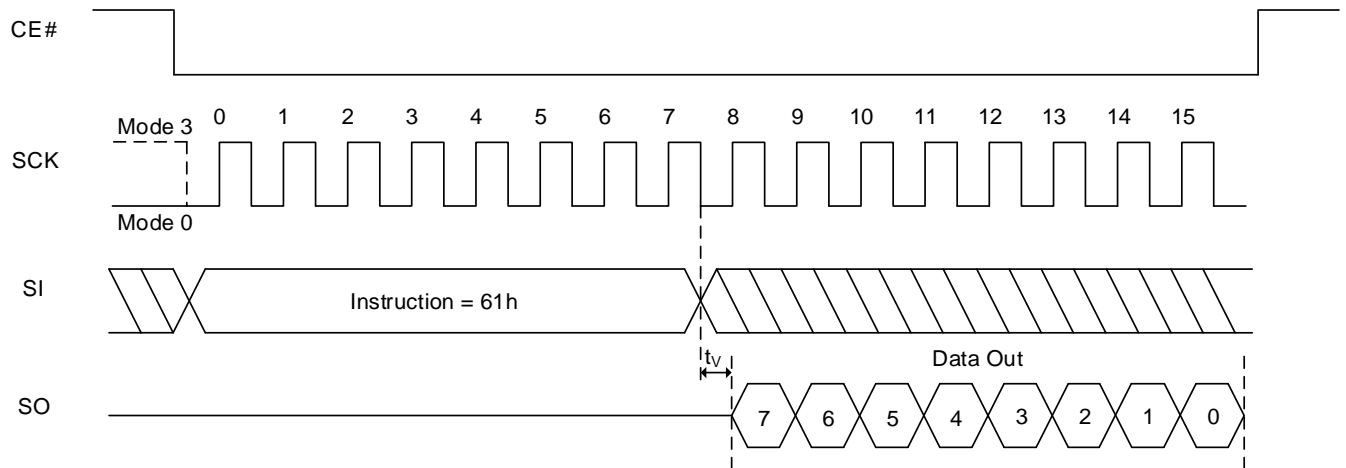 CE#
0 1 2 3 4 5 6 7 8 9 10 11 12 13 14 15
Mode 3
SCK
Mode 0
SI
Instruction = 61h
tV
Data Out
SO
7 6 5 4 3 2 1 0